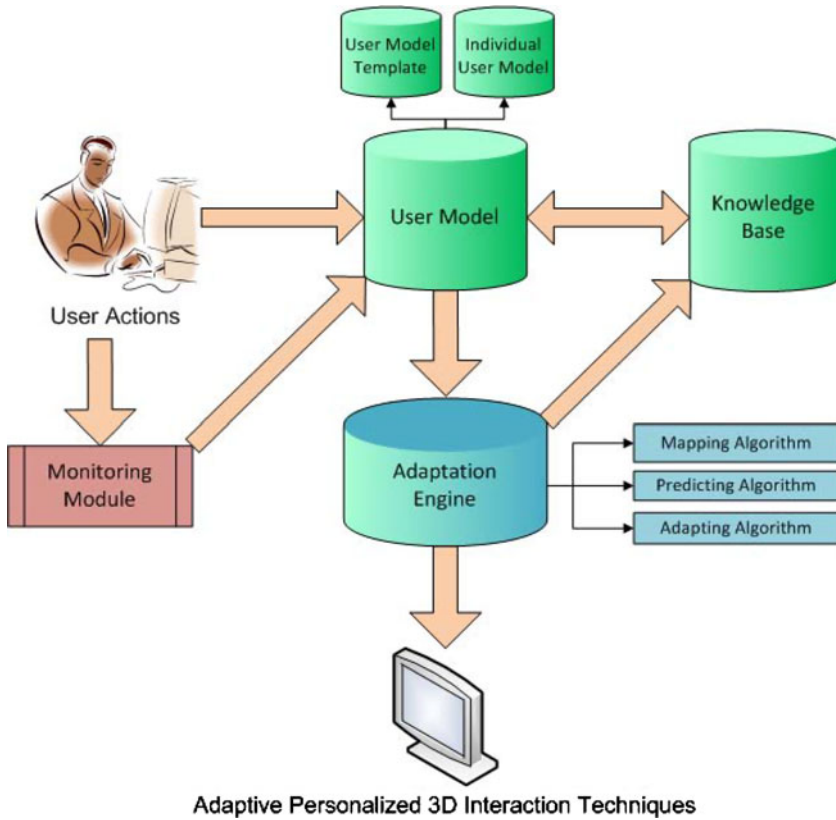 User Model
Template
Individual
User Model
User Model
Knowledge
Base
User Actions
Monitoring
Module
Adaptation
Engine
Mapping Algorithm
Predicting Algorithm
Adapting Algorithm
Adaptive Personalized 3D Interaction Techniques